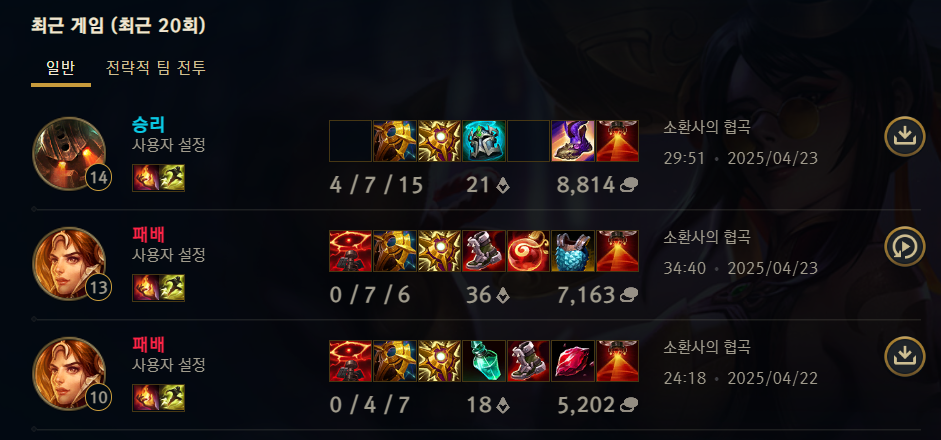 최근 게임 (최근 20회)
일반 전략적 팀 전투
승리
사용자 설정
14
4 / 7 / 15 21 8,814
소환사의 협곡
29:51 • 2025/04/23
패배
사용자 설정
13
0 / 7 / 6 36 7,163
소환사의 협곡
34:40 • 2025/04/23
패배
사용자 설정
10
0 / 4 / 7 18 5,202
소환사의 협곡
24:18 • 2025/04/22